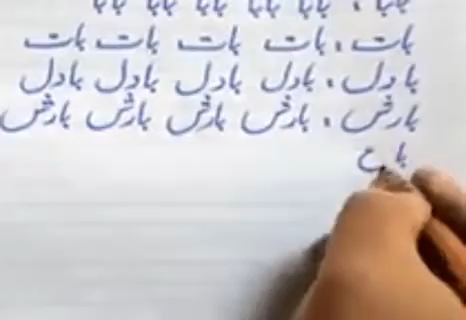 بابا ، بابا بابا بابا بابا
بات ، بات بات بات بات
بادل ، بادل بادل بادل بادل
بارش ، بارش بارش بارش بارش
با ح